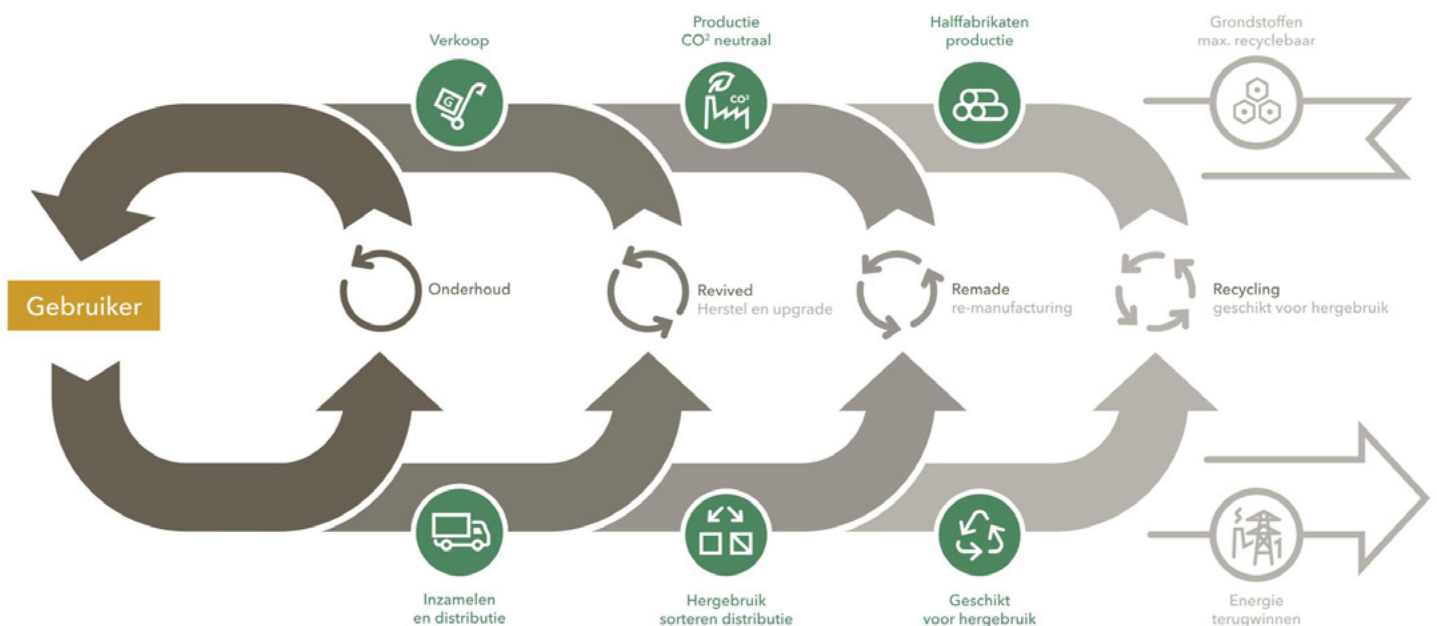 Verkoop
Productie
CO² neutraal
Halffabrikaten
productie
Grondstoffen
max. recyclebaar
G
CO²
Gebruiker
Onderhoud
Revived
Herstel en upgrade
Remade
re-manufacturing
Recycling
geschikt voor hergebruik
Inzamelen
en distributie
Hergebruik
sorteren distributie
Geschikt
voor hergebruik
Energie
terugwinnen